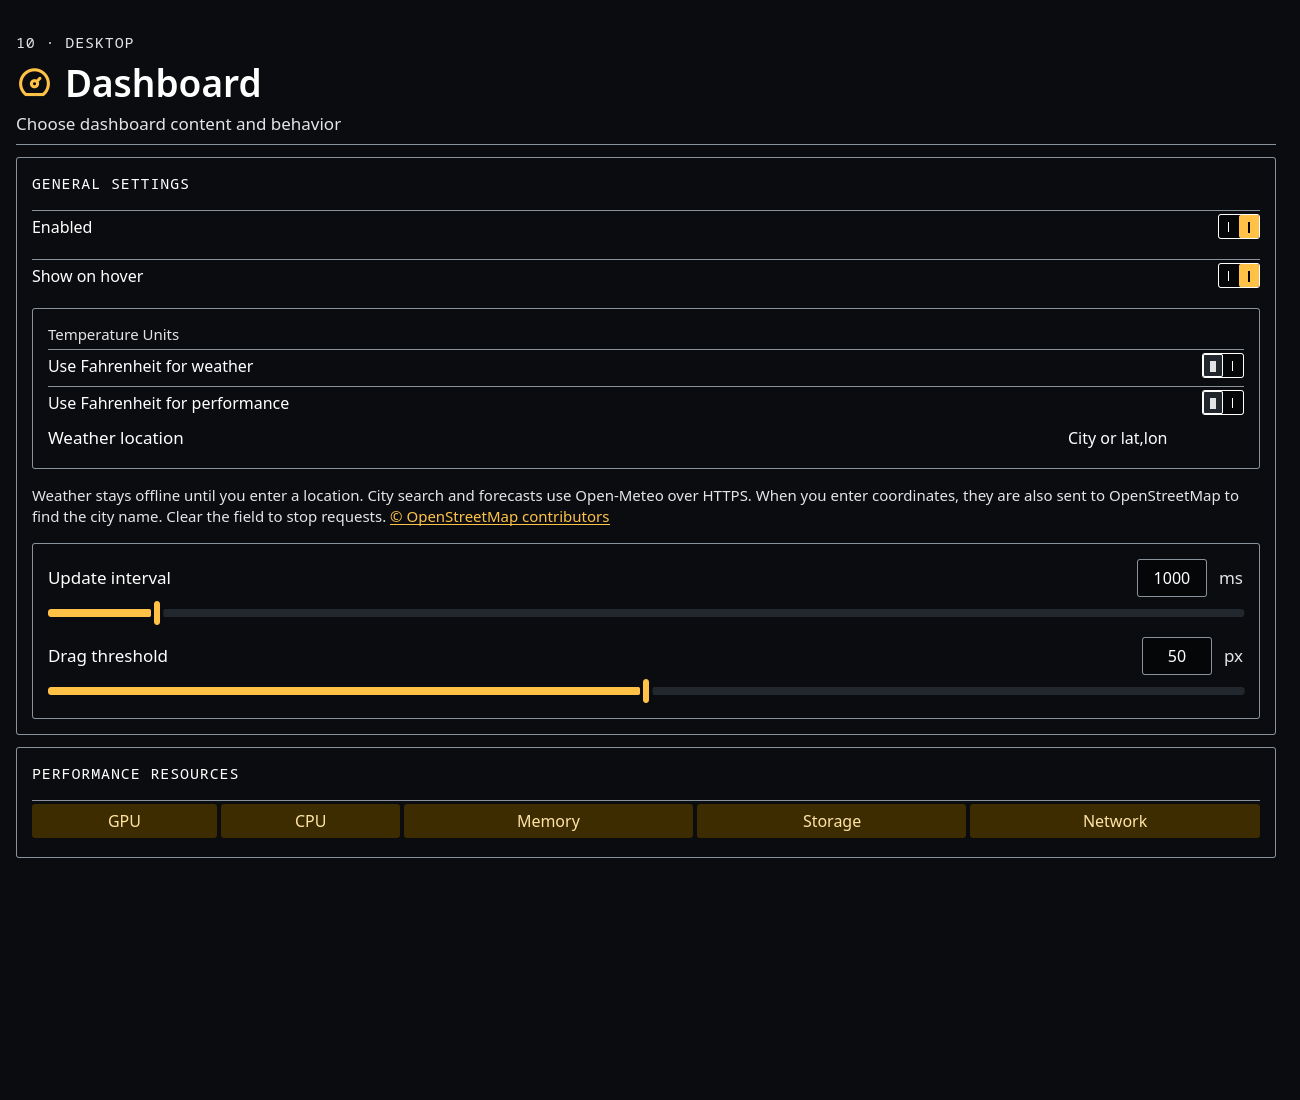 10 · DESKTOP
Dashboard
Choose dashboard content and behavior
GENERAL SETTINGS
Enabled
Show on hover
Temperature Units
Use Fahrenheit for weather
Use Fahrenheit for performance
Weather location City or lat,lon
Weather stays offline until you enter a location. City search and forecasts use Open-Meteo over HTTPS. When you enter coordinates, they are also sent to OpenStreetMap to
find the city name. Clear the field to stop requests. © OpenStreetMap contributors
Update interval 1000 ms
Drag threshold 50 px
PERFORMANCE RESOURCES
GPU CPU Memory Storage Network